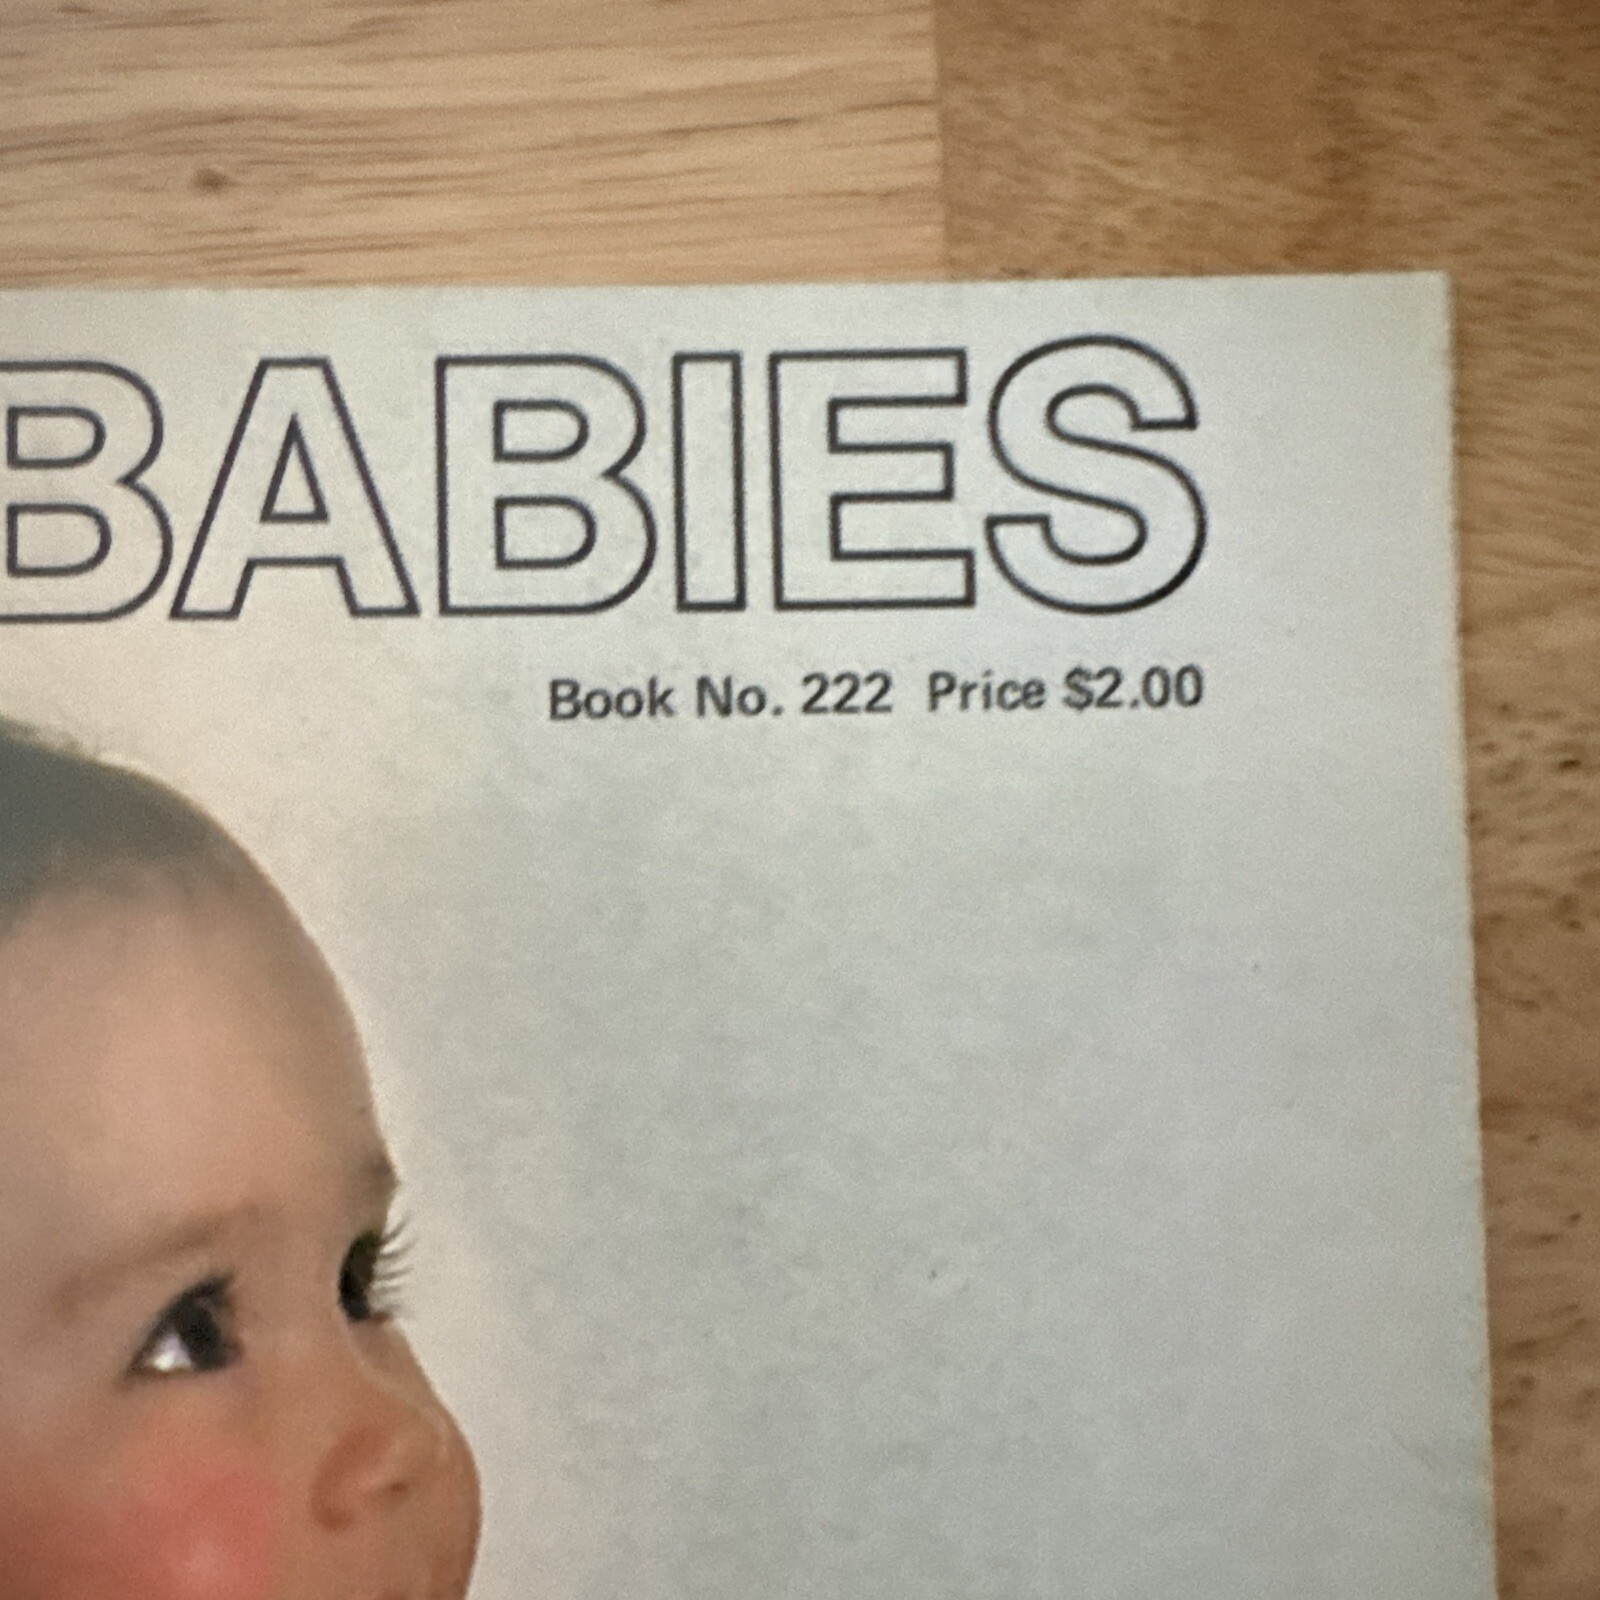 BABIES
Book No. 222 Price $2.00